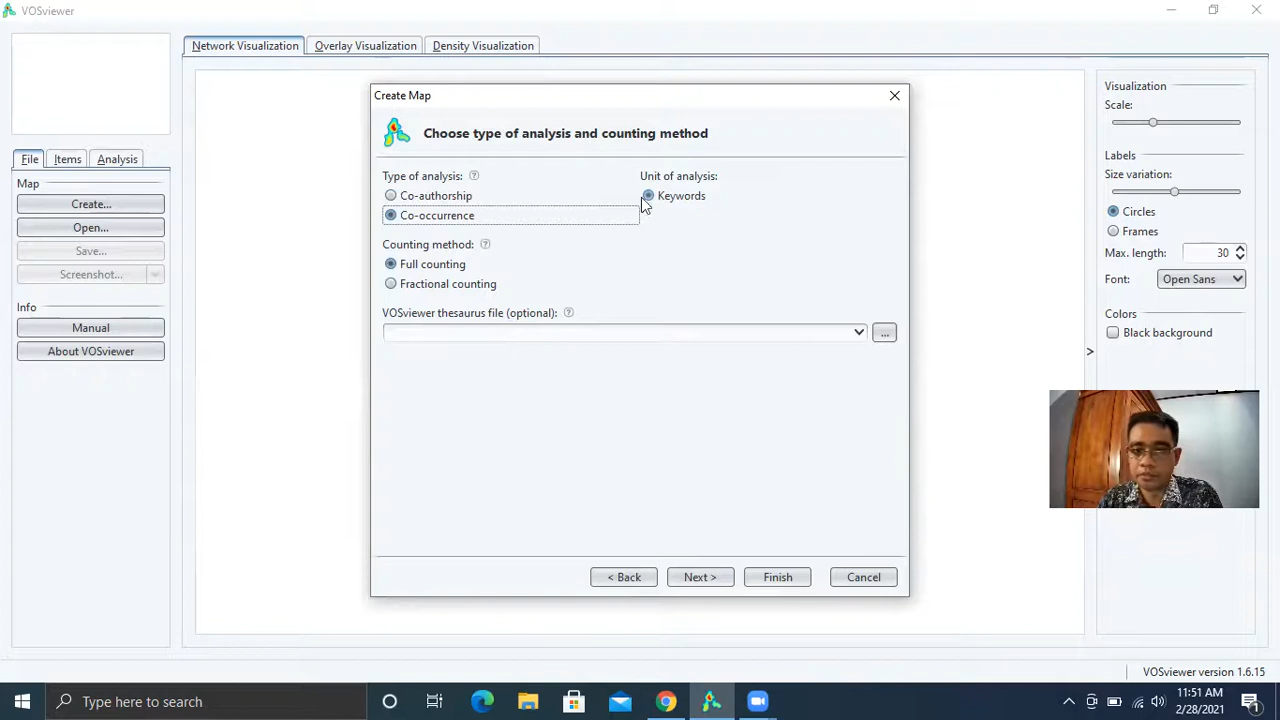 VOSviewer
Network Visualization
Overlay Visualization
Density Visualization
File
Items
Analysis
Map
Create...
Open...
Save...
Screenshot...
Info
Manual
About VOSviewer
Create Map
Choose type of analysis and counting method
Type of analysis:
Unit of analysis:
Co-authorship
Keywords
Co-occurrence
Counting method:
Full counting
Fractional counting
VOSviewer thesaurus file (optional):
...
< Back
Next >
Finish
Cancel
Visualization
Scale:
Labels
Size variation:
Circles
Frames
Max. length:
30
Font:
Open Sans
Colors
Black background
>
VOSviewer version 1.6.15
Type here to search
11:51 AM
2/28/2021
1